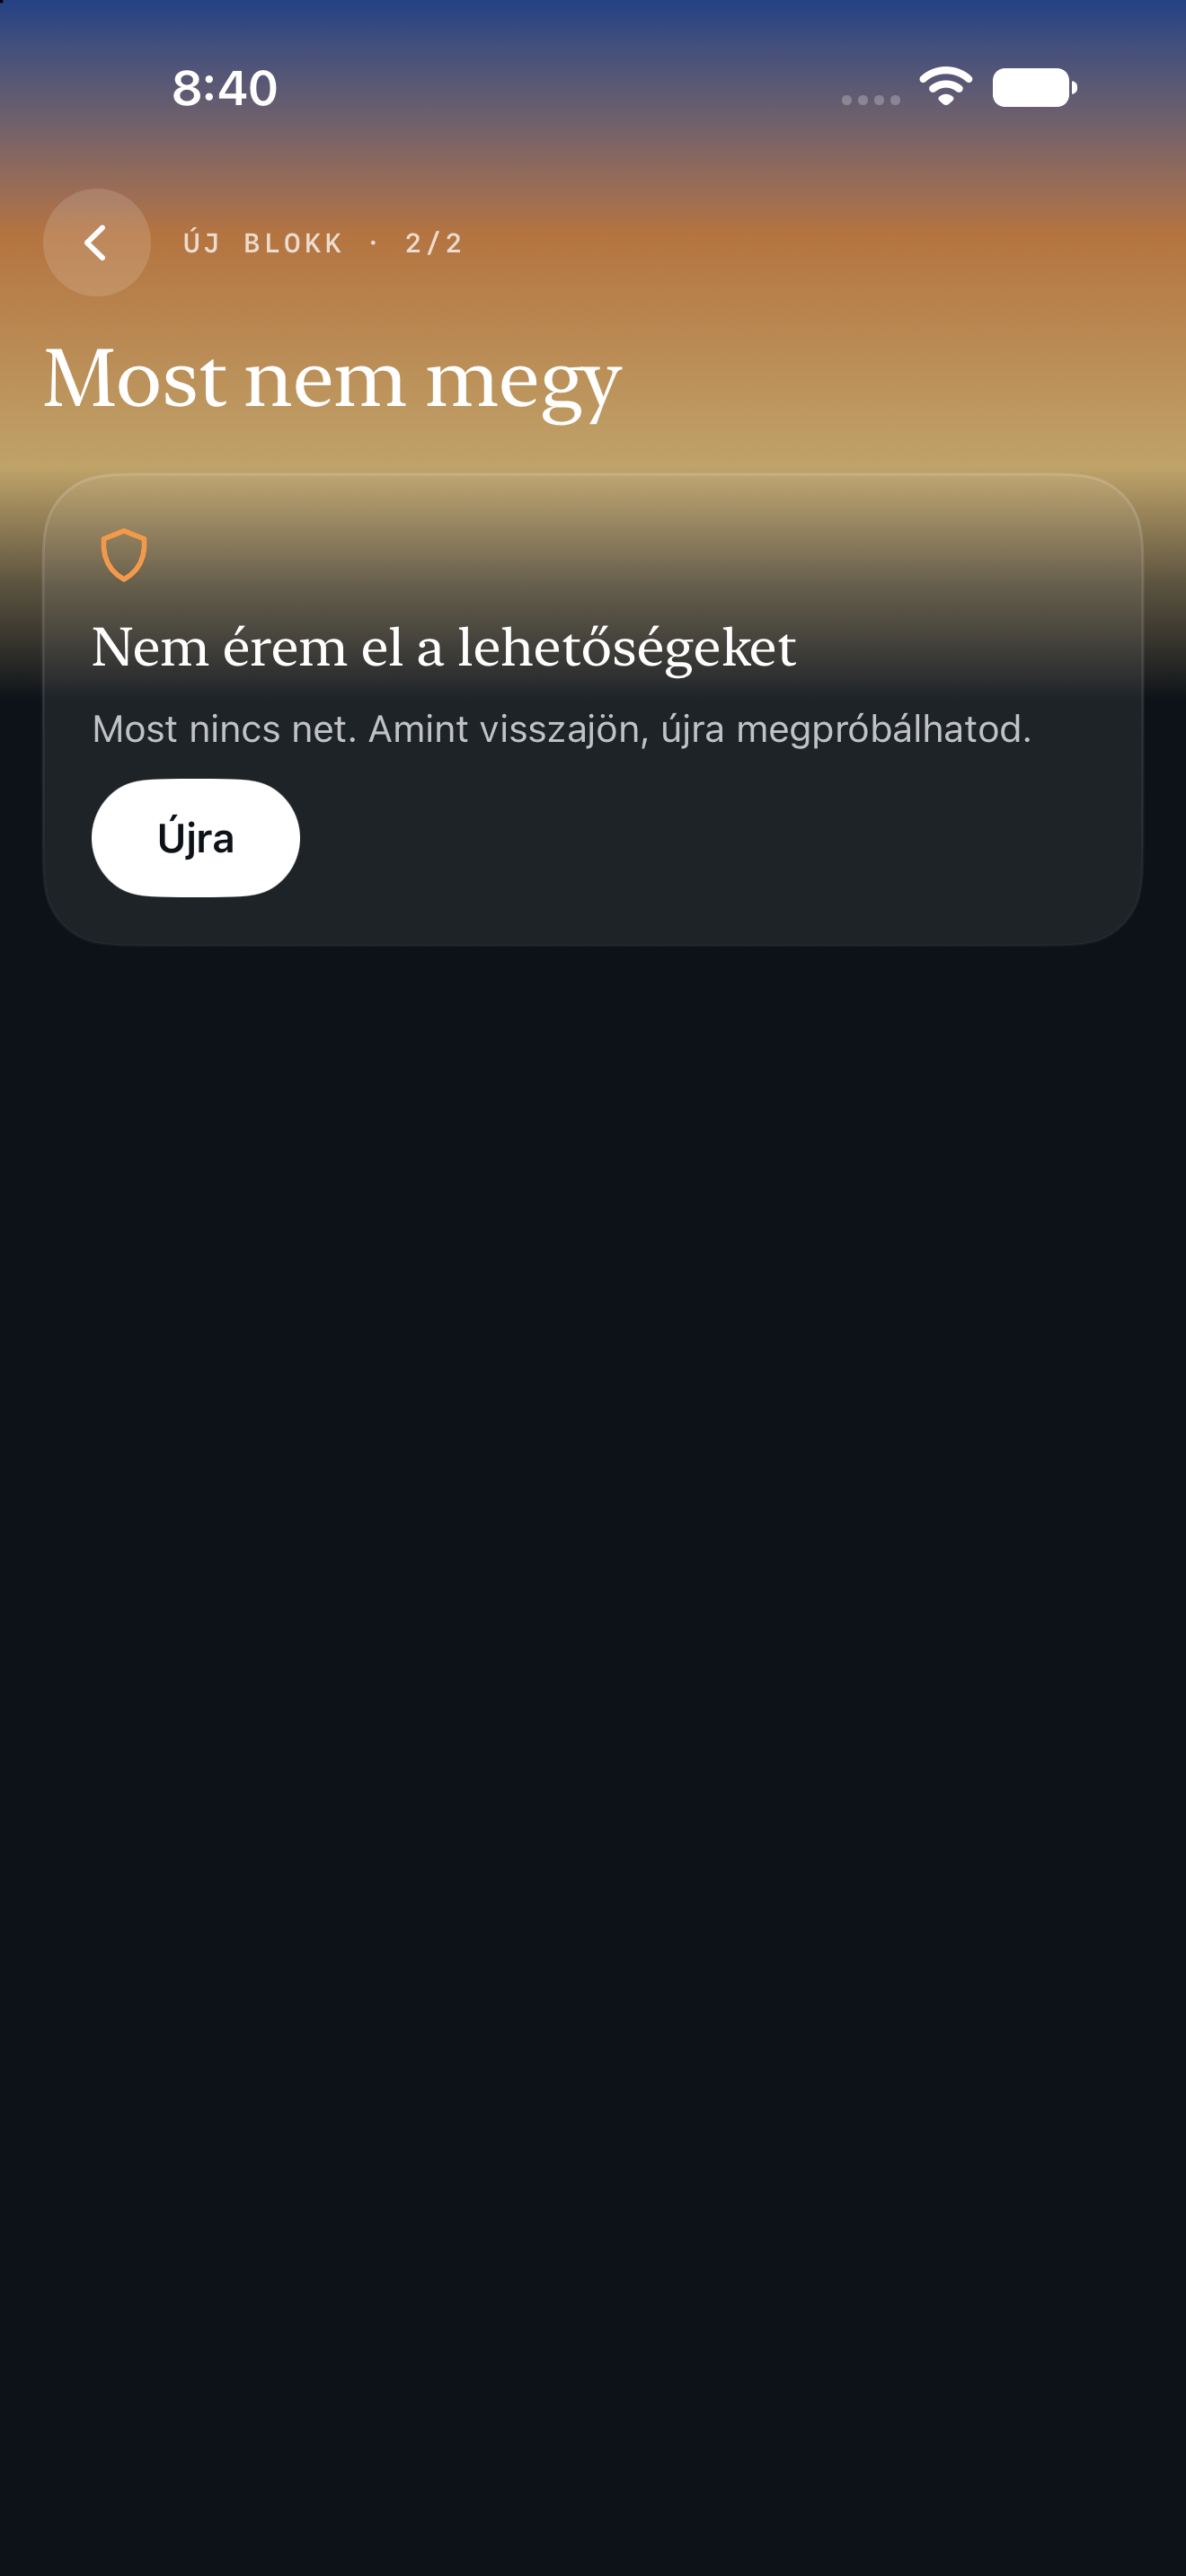 8:40
ÚJ BLOKK · 2/2
Most nem megy
Nem érem el a lehetőségeket
Most nincs net. Amint visszajön, újra megpróbálhatod.
Újra